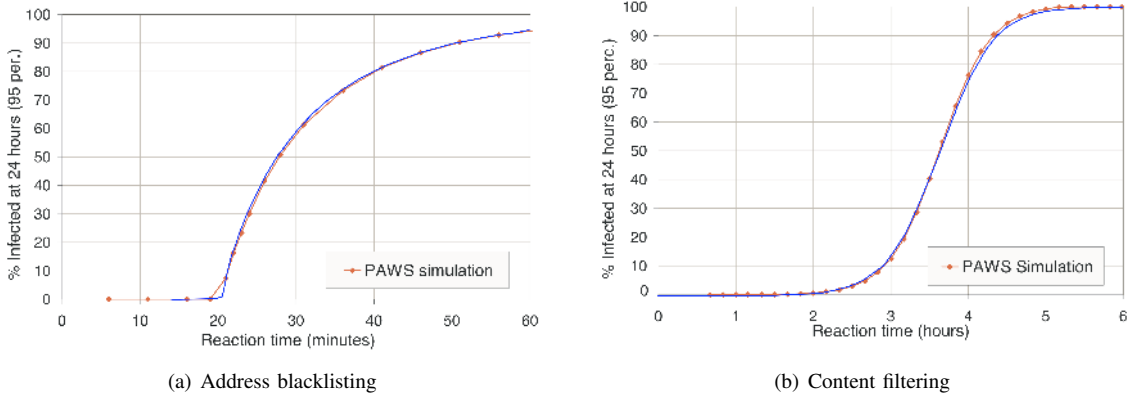 100
90
80
70
60
50
40
30
20
10
0
% Infected at 24 hours (95 per.)
PAWS simulation
0 10 20 30 40 50 60
Reaction time (minutes)
(a) Address blacklisting
100
90
80
70
60
50
40
30
20
10
0
% Infected at 24 hours (95 perc.)
PAWS Simulation
0 1 2 3 4 5 6
Reaction time (hours)
(b) Content filtering